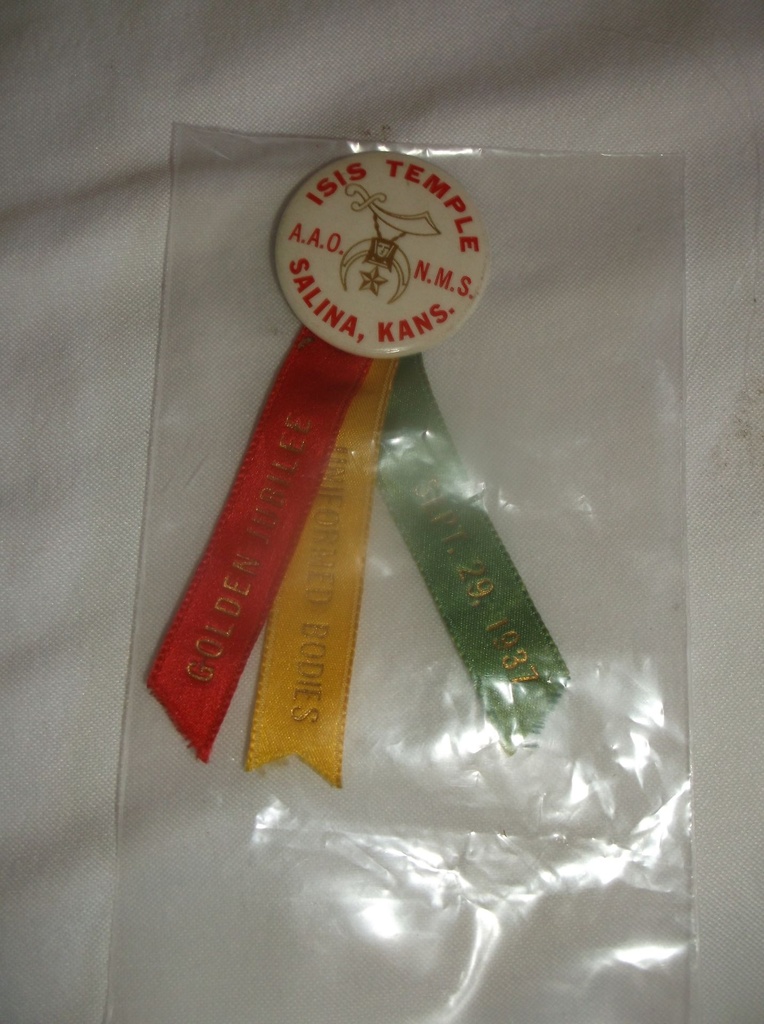 ISIS TEMPLE
A.A.O. N.M.S.
SALINA, KANS.
GOLDEN JUBILEE
UNIFORMED BODIES
SEPT. 29, 1937